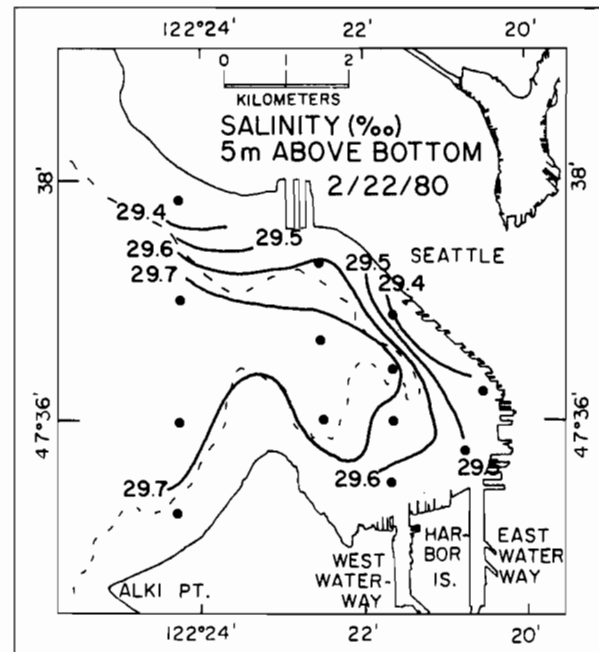 122°24' 22' 20'
0 1 2
KILOMETERS
SALINITY (‰)
5m ABOVE BOTTOM
2/22/80
38'
38'
29.4
29.5
29.6
29.7
SEATTLE
29.5
29.4
47°36'
36'
29.7
29.6
29.5
ALKI PT.
WEST
WATER-
WAY
HAR-
BOR
IS.
EAST
WATER
WAY
122°24' 22' 20'